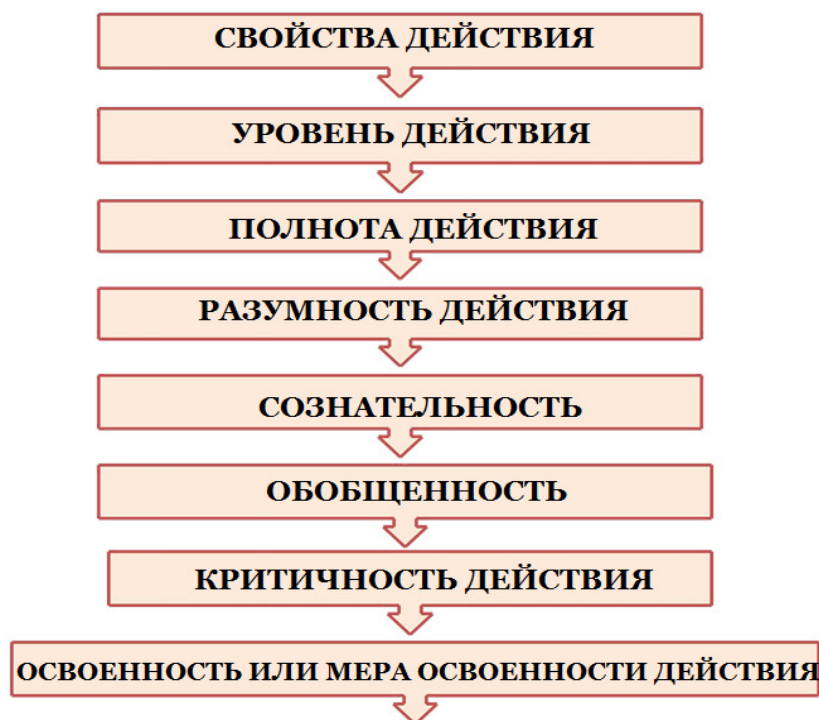 СВОЙСТВА ДЕЙСТВИЯ
УРОВЕНЬ ДЕЙСТВИЯ
ПОЛНОТА ДЕЙСТВИЯ
РАЗУМНОСТЬ ДЕЙСТВИЯ
СОЗНАТЕЛЬНОСТЬ
ОБОБЩЕННОСТЬ
КРИТИЧНОСТЬ ДЕЙСТВИЯ
ОСВОЕННОСТЬ ИЛИ МЕРА ОСВОЕННОСТИ ДЕЙСТВИЯ